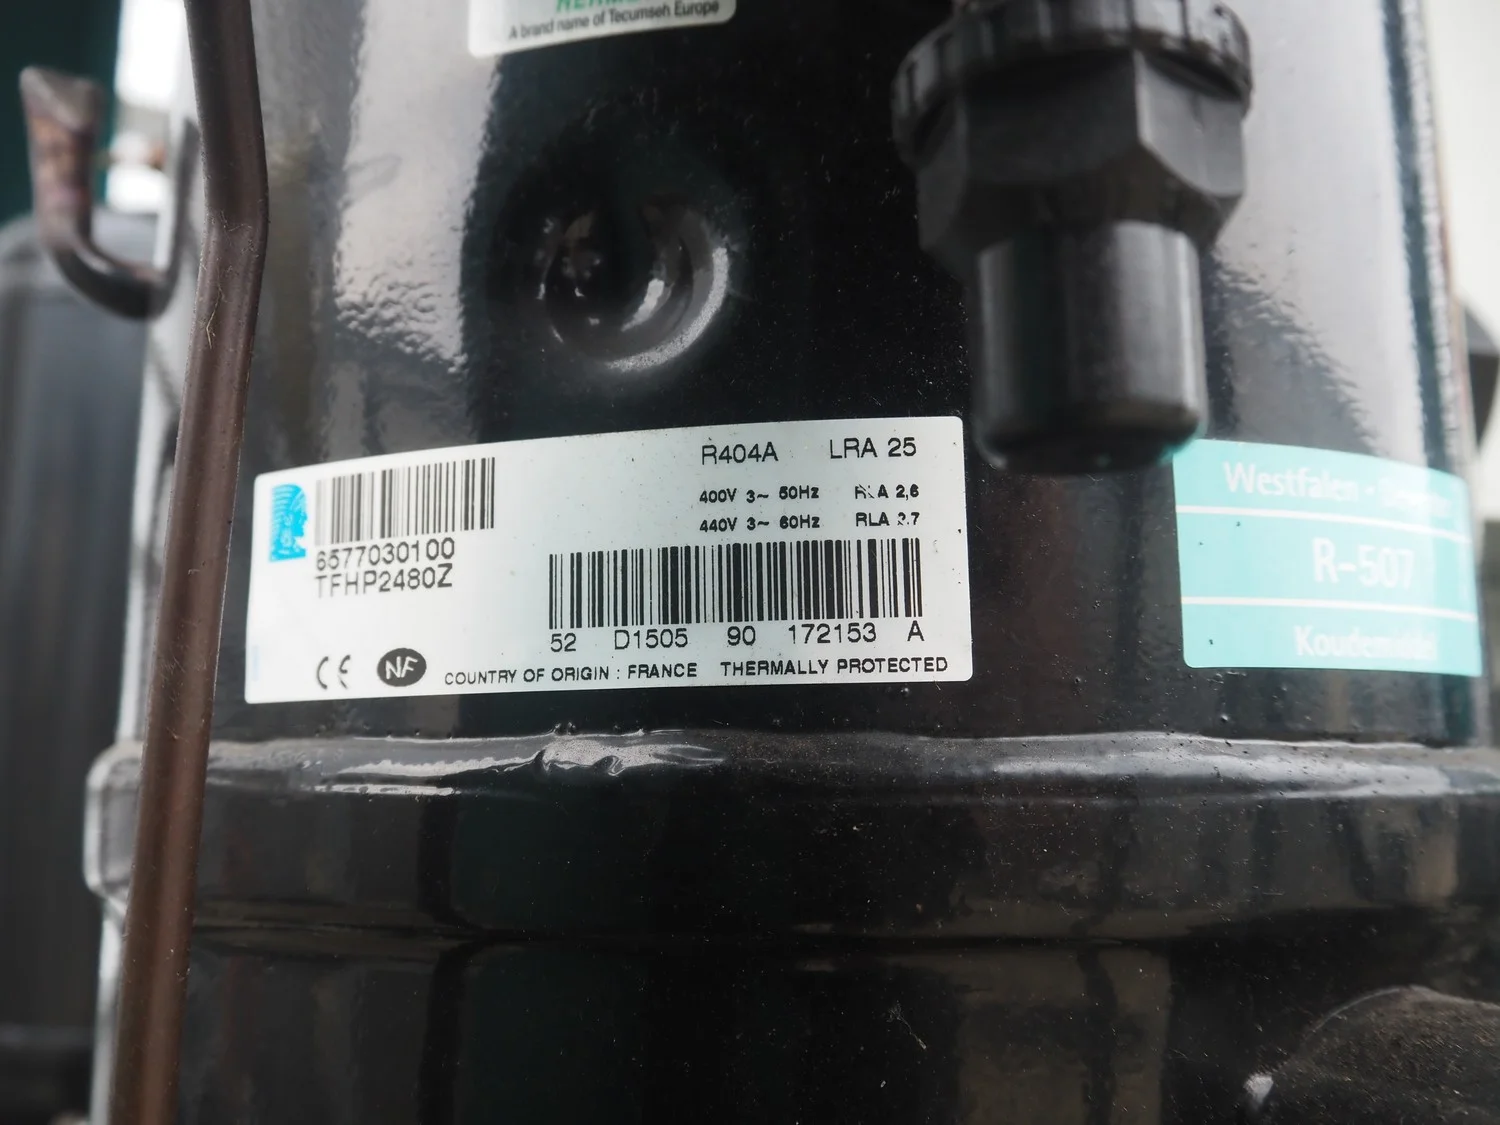 A brand name of Tecumseh Europe
R404A LRA 25
400V 3~ 50Hz RLA 2,6
440V 3~ 60Hz RLA 2.7
6577030100
TFHP2480Z
52 D1505 90 172153 A
CE NF COUNTRY OF ORIGIN : FRANCE THERMALLY PROTECTED
Westfalen -
R-507